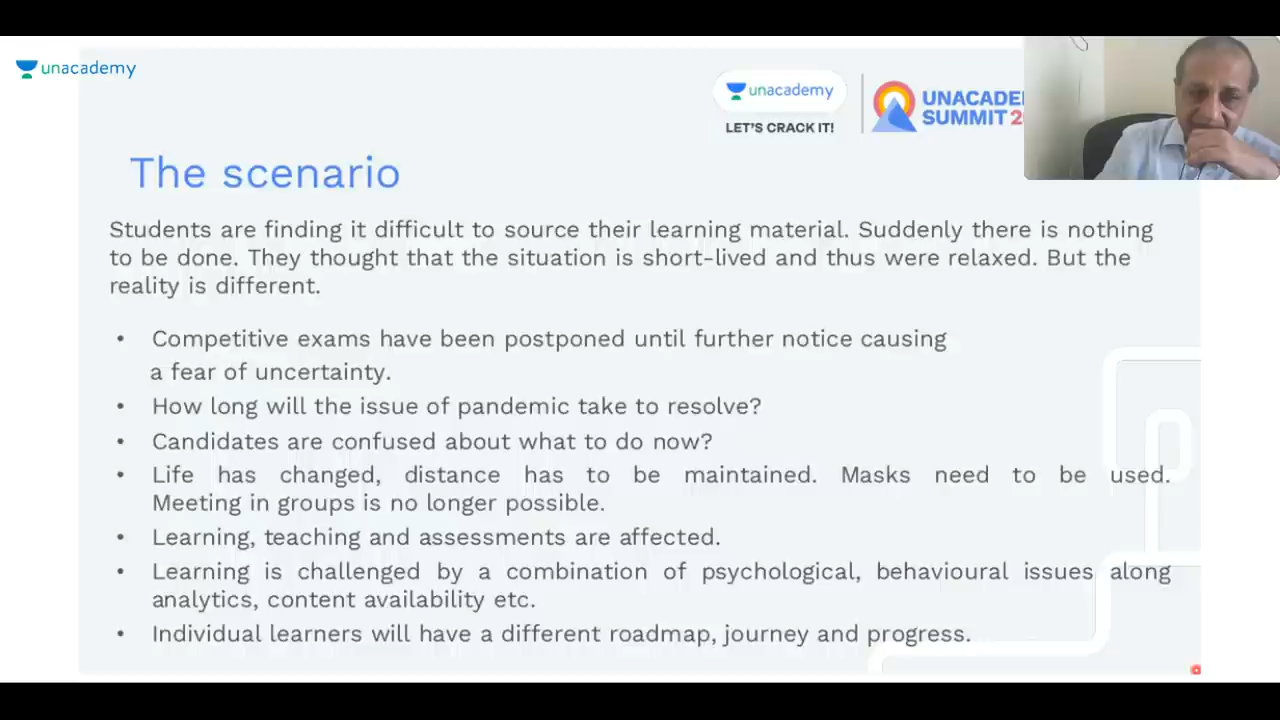 unacademy
unacademy
LET'S CRACK IT!
UNACADE
SUMMIT 2
The scenario
Students are finding it difficult to source their learning material. Suddenly there is nothing
to be done. They thought that the situation is short-lived and thus were relaxed. But the
reality is different.
• Competitive exams have been postponed until further notice causing
a fear of uncertainty.
• How long will the issue of pandemic take to resolve?
• Candidates are confused about what to do now?
• Life has changed, distance has to be maintained. Masks need to be used.
Meeting in groups is no longer possible.
• Learning, teaching and assessments are affected.
• Learning is challenged by a combination of psychological, behavioural issues along
analytics, content availability etc.
• Individual learners will have a different roadmap, journey and progress.